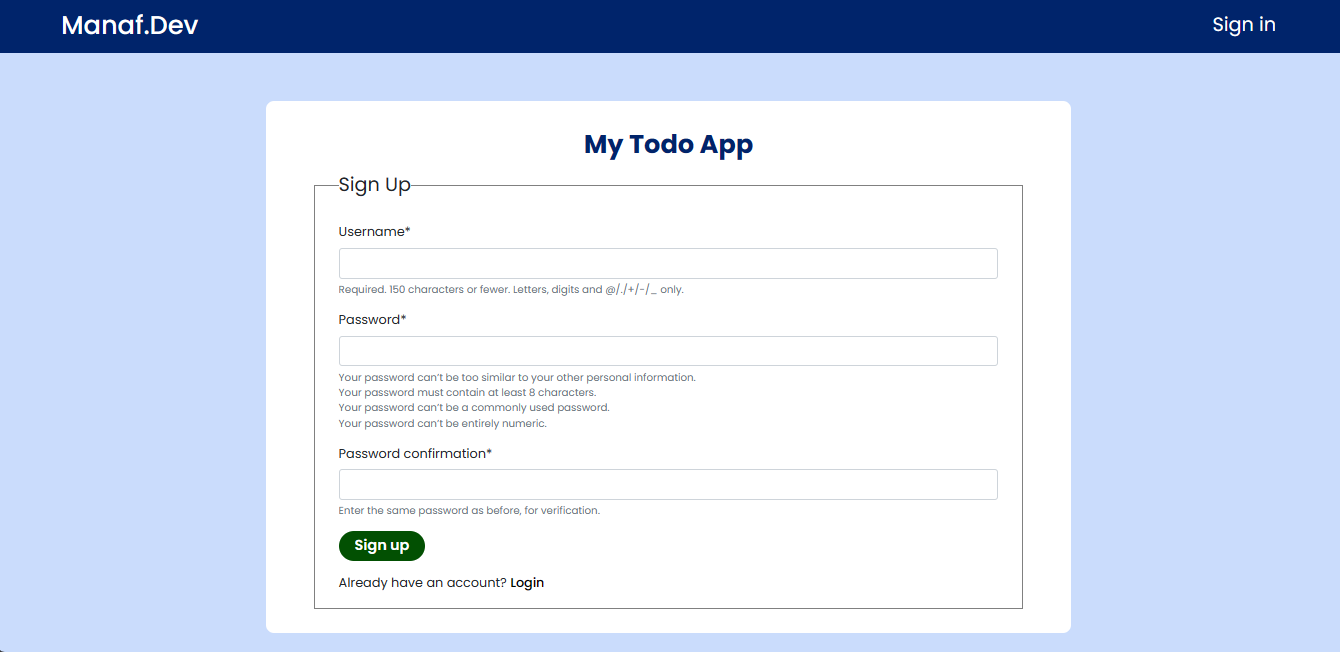 Manaf.Dev
Sign in
My Todo App
Sign Up
Username*
Required. 150 characters or fewer. Letters, digits and @/./+/-/_ only.
Password*
Your password can't be too similar to your other personal information.
Your password must contain at least 8 characters.
Your password can't be a commonly used password.
Your password can't be entirely numeric.
Password confirmation*
Enter the same password as before, for verification.
Sign up
Already have an account? Login